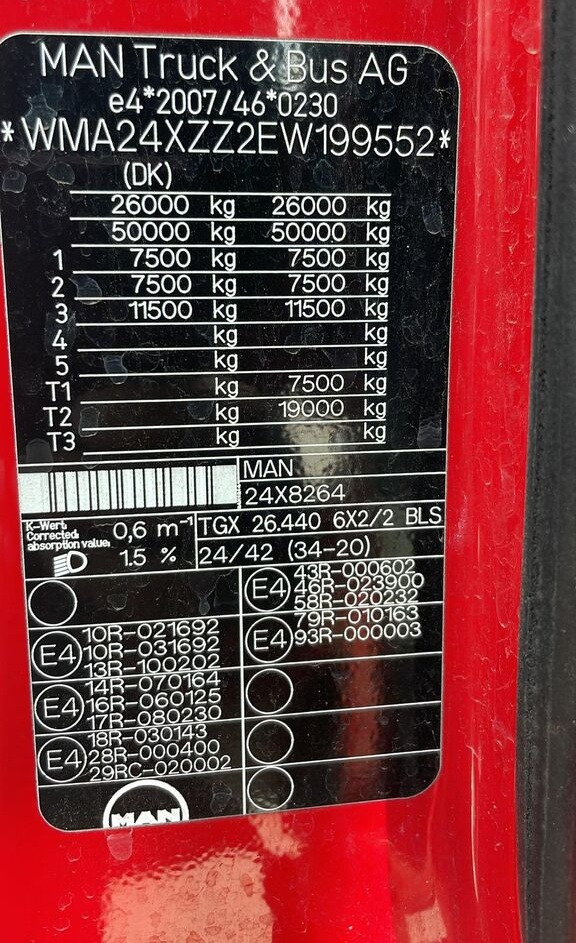 MAN Truck & Bus AG
e4*2007/46*0230
*WMA24XZZ2EW199552*
(DK)
26000 kg 26000 kg
50000 kg 50000 kg
1 7500 kg 7500 kg
2 7500 kg 7500 kg
3 11500 kg 11500 kg
4 kg kg
5 kg kg
T1 kg 7500 kg
T2 kg 19000 kg
T3 kg kg
MAN
24X8264
K-Wert:
Corrected
absorption value:
0,6 m⁻¹
1.5 %
TGX 26.440 6X2/2 BLS
24/42 (34-20)
E4
10R-021692
10R-031692
13R-100202
E4
14R-070164
16R-060125
17R-080230
E4
18R-030143
28R-000400
29RC-020002
E4
43R-000602
46R-023900
58R-020232
E4
79R-010163
93R-000003
MAN